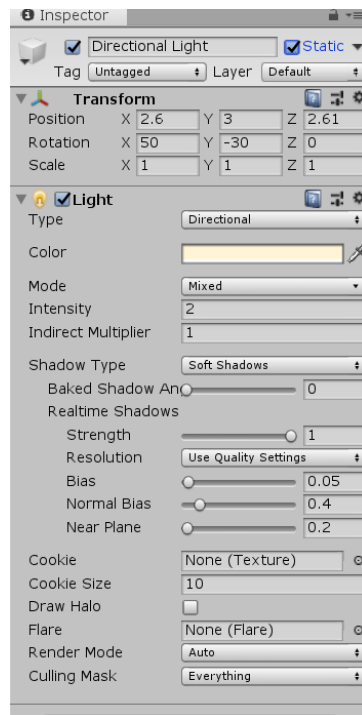 Inspector
Directional Light Static
Tag Untagged Layer Default
Transform
Position X 2.6 Y 3 Z 2.61
Rotation X 50 Y -30 Z 0
Scale X 1 Y 1 Z 1
Light
Type Directional
Color
Mode Mixed
Intensity 2
Indirect Multiplier 1
Shadow Type Soft Shadows
Baked Shadow Ang 0
Realtime Shadows
Strength 1
Resolution Use Quality Settings
Bias 0.05
Normal Bias 0.4
Near Plane 0.2
Cookie None (Texture)
Cookie Size 10
Draw Halo
Flare None (Flare)
Render Mode Auto
Culling Mask Everything